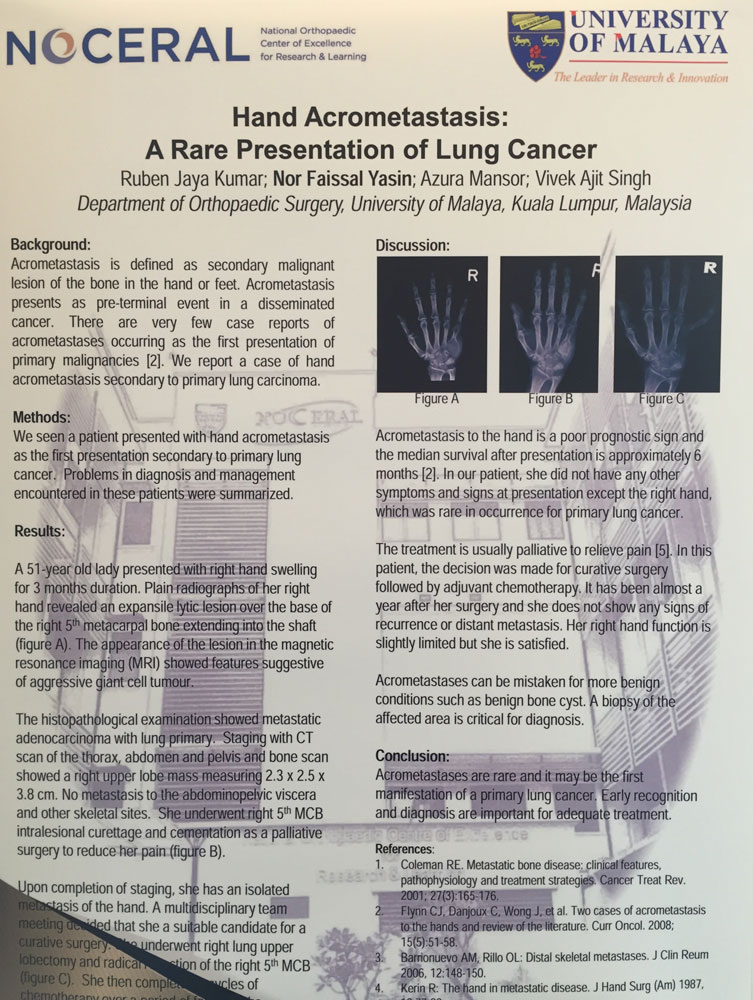 NOCERAL
National Orthopaedic
Center of Excellence
for Research & Learning
UNIVERSITY
OF MALAYA
The Leader in Research & Innovation
Hand Acrometastasis:
A Rare Presentation of Lung Cancer
Ruben Jaya Kumar; Nor Faissal Yasin; Azura Mansor; Vivek Ajit Singh
Department of Orthopaedic Surgery, University of Malaya, Kuala Lumpur, Malaysia
Background:
Acrometastasis is defined as secondary malignant
lesion of the bone in the hand or feet. Acrometastasis
presents as pre-terminal event in a disseminated
cancer. There are very few case reports of
acrometastases occurring as the first presentation of
primary malignancies [2]. We report a case of hand
acrometastasis secondary to primary lung carcinoma.
Methods:
We seen a patient presented with hand acrometastasis
as the first presentation secondary to primary lung
cancer. Problems in diagnosis and management
encountered in these patients were summarized.
Results:
A 51-year old lady presented with right hand swelling
for 3 months duration. Plain radiographs of her right
hand revealed an expansile lytic lesion over the base of
the right 5th metacarpal bone extending into the shaft
(figure A). The appearance of the lesion in the magnetic
resonance imaging (MRI) showed features suggestive
of aggressive giant cell tumour.
The histopathological examination showed metastatic
adenocarcinoma with lung primary. Staging with CT
scan of the thorax, abdomen and pelvis and bone scan
showed a right upper lobe mass measuring 2.3 x 2.5 x
3.8 cm. No metastasis to the abdominopelvic viscera
and other skeletal sites. She underwent right 5th MCB
intralesional curettage and cementation as a palliative
surgery to reduce her pain (figure B).
Upon completion of staging, she has an isolated
metastasis of the hand. A multidisciplinary team
meeting decided that she a suitable candidate for a
curative surgery. She underwent right lung upper
lobectomy and radical of the right 5th MCB
(figure C). She then of
chemotherapy over a period of
Discussion:
R
R
R
Figure A
Figure B
Figure C
Acrometastasis to the hand is a poor prognostic sign and
the median survival after presentation is approximately 6
months [2]. In our patient, she did not have any other
symptoms and signs at presentation except the right hand,
which was rare in occurrence for primary lung cancer.
The treatment is usually palliative to relieve pain [5]. In this
patient, the decision was made for curative surgery
followed by adjuvant chemotherapy. It has been almost a
year after her surgery and she does not show any signs of
recurrence or distant metastasis. Her right hand function is
slightly limited but she is satisfied.
Acrometastases can be mistaken for more benign
conditions such as benign bone cyst. A biopsy of the
affected area is critical for diagnosis.
Conclusion:
Acrometastases are rare and it may be the first
manifestation of a primary lung cancer. Early recognition
and diagnosis are important for adequate treatment.
References:
1. Coleman RE. Metastatic bone disease: clinical features,
pathophysiology and treatment strategies. Cancer Treat Rev.
2001; 27(3):165-176.
2. Flynn CJ, Danjoux C, Wong J, et al. Two cases of acrometastasis
to the hands and review of the literature. Curr Oncol. 2008;
15(5):51-58.
3. Barrionuevo AM, Rillo OL: Distal skeletal metastases. J Clin Reum
2006, 12:148-150.
4. Kerin R: The hand in metastatic disease. J Hand Surg (Am) 1987,
NOCERAL